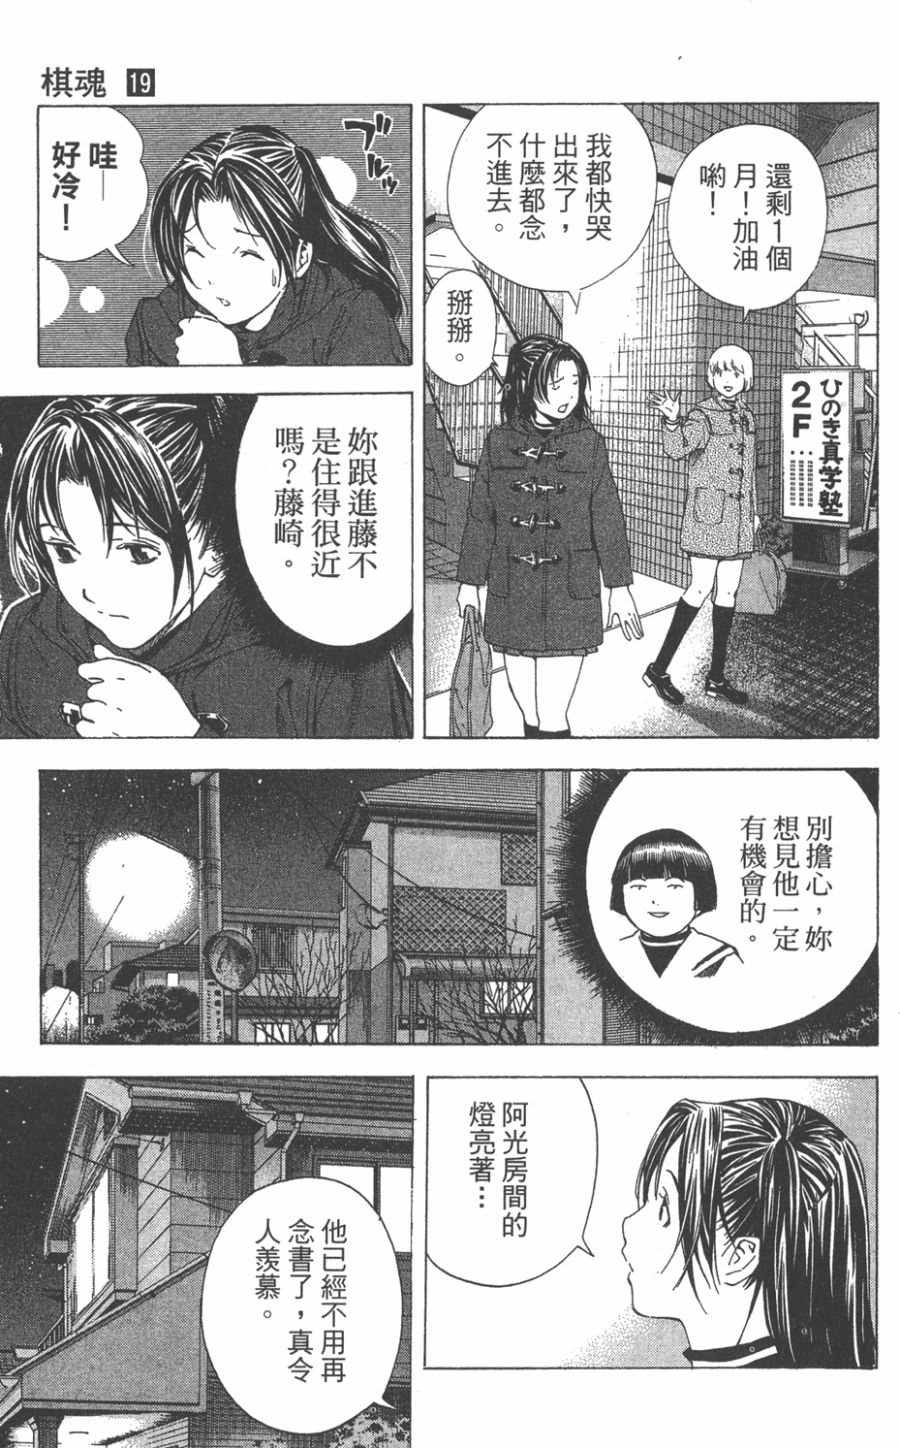 棋魂 19
還剩1個
月！加油
喲！
我都快哭
出來了，
什麼都念
不進去。
掰掰。
ひのき真学塾
2F
哇─
好冷！
妳跟進藤不
是住得很近
嗎？藤崎。
別擔心，妳
想見他一定
有機會的。
阿光房間的
燈亮著…
他已經不用再
念書了，真令
人羨慕。